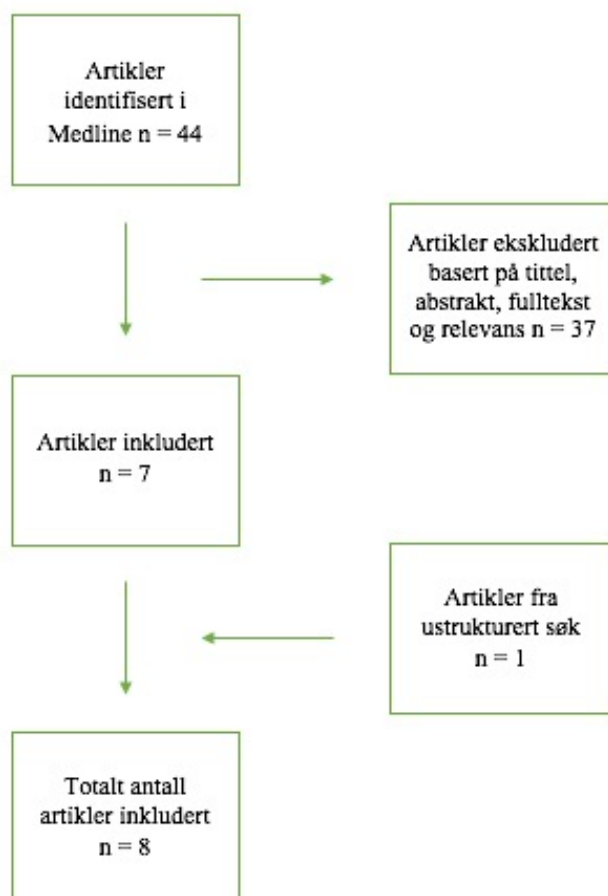 Artikler
identifisert i
Medline n = 44
Artikler ekskludert
basert på tittel,
abstrakt, fulltekst
og relevans n = 37
Artikler inkludert
n = 7
Artikler fra
ustrukturert søk
n = 1
Totalt antall
artikler inkludert
n = 8